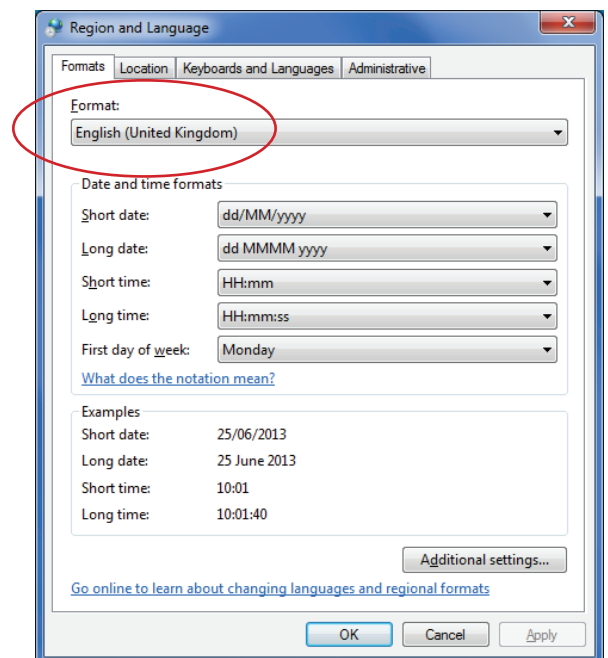 Region and Language
Formats Location Keyboards and Languages Administrative
Format:
English (United Kingdom)
Date and time formats
Short date: dd/MM/yyyy
Long date: dd MMMM yyyy
Short time: HH:mm
Long time: HH:mm:ss
First day of week: Monday
What does the notation mean?
Examples
Short date: 25/06/2013
Long date: 25 June 2013
Short time: 10:01
Long time: 10:01:40
Additional settings...
Go online to learn about changing languages and regional formats
OK Cancel Apply